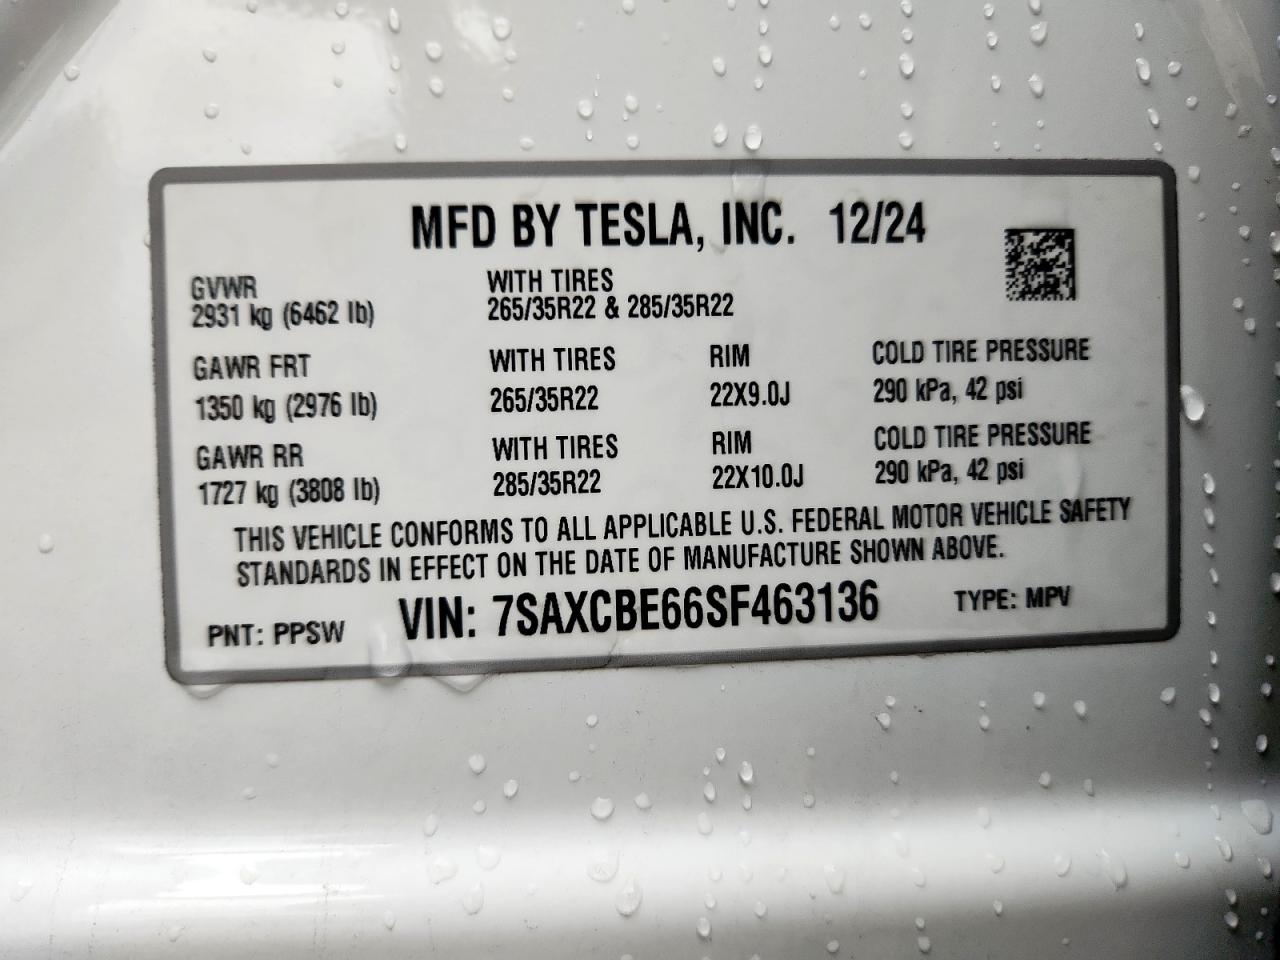 MFD BY TESLA, INC. 12/24
GVWR
2931 kg (6462 lb)
WITH TIRES
265/35R22 & 285/35R22
GAWR FRT
1350 kg (2976 lb)
WITH TIRES
265/35R22
RIM
22X9.0J
COLD TIRE PRESSURE
290 kPa, 42 psi
GAWR RR
1727 kg (3808 lb)
WITH TIRES
285/35R22
RIM
22X10.0J
COLD TIRE PRESSURE
290 kPa, 42 psi
THIS VEHICLE CONFORMS TO ALL APPLICABLE U.S. FEDERAL MOTOR VEHICLE SAFETY
STANDARDS IN EFFECT ON THE DATE OF MANUFACTURE SHOWN ABOVE.
PNT: PPSW VIN: 7SAXCBE66SF463136 TYPE: MPV